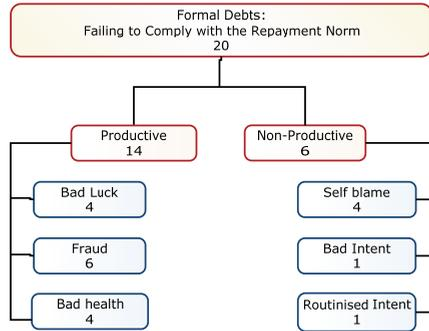 Formal Debts:
Failing to Comply with the Repayment Norm
20
Productive
14
Non-Productive
6
Bad Luck
4
Fraud
6
Bad health
4
Self blame
4
Bad Intent
1
Routinised Intent
1